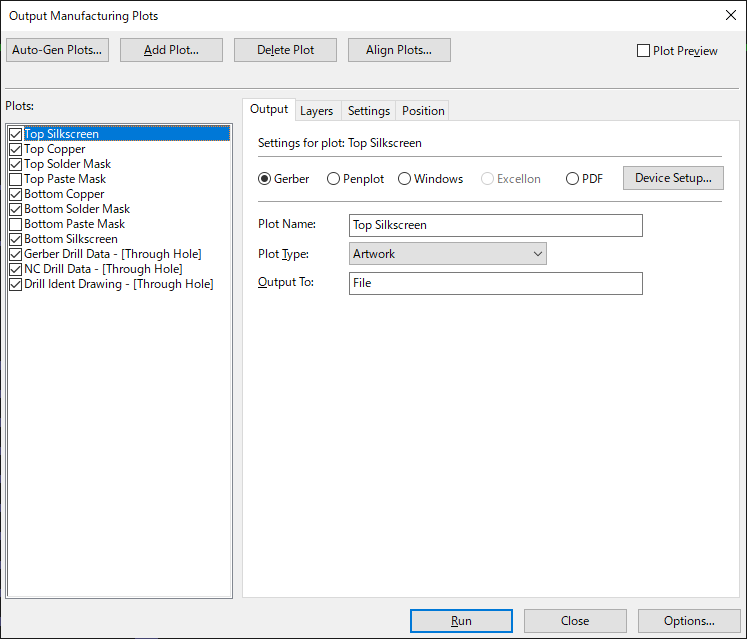 Output Manufacturing Plots
Auto-Gen Plots...
Add Plot...
Delete Plot
Align Plots...
Plot Preview
Plots:
Top Silkscreen
Top Copper
Top Solder Mask
Top Paste Mask
Bottom Copper
Bottom Solder Mask
Bottom Paste Mask
Bottom Silkscreen
Gerber Drill Data - [Through Hole]
NC Drill Data - [Through Hole]
Drill Ident Drawing - [Through Hole]
Output Layers Settings Position
Settings for plot: Top Silkscreen
Gerber Penplot Windows Excellon PDF Device Setup...
Plot Name: Top Silkscreen
Plot Type: Artwork
Output To: File
Run Close Options...